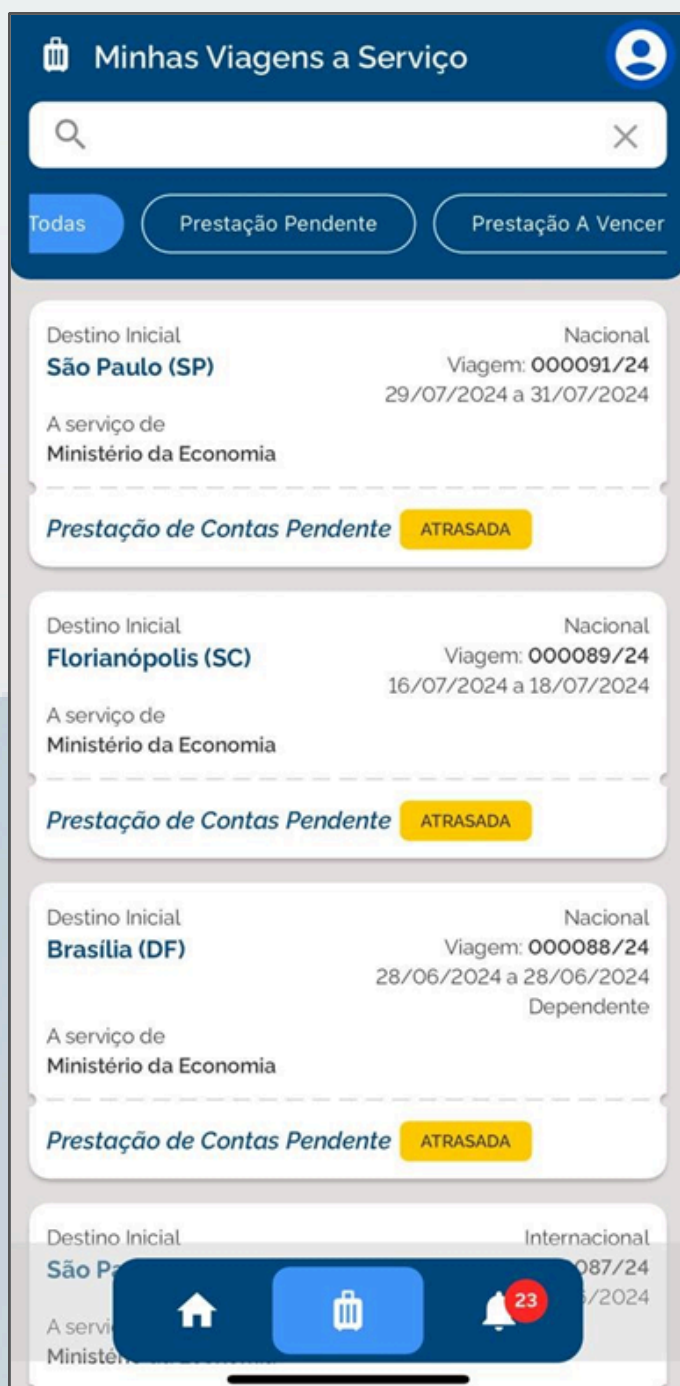 Minhas Viagens a Serviço
Todas Prestação Pendente Prestação A Vencer
Destino Inicial Nacional
São Paulo (SP) Viagem: 000091/24
29/07/2024 a 31/07/2024
A serviço de
Ministério da Economia
Prestação de Contas Pendente ATRASADA
Destino Inicial Nacional
Florianópolis (SC) Viagem: 000089/24
16/07/2024 a 18/07/2024
A serviço de
Ministério da Economia
Prestação de Contas Pendente ATRASADA
Destino Inicial Nacional
Brasília (DF) Viagem: 000088/24
28/06/2024 a 28/06/2024
Dependente
A serviço de
Ministério da Economia
Prestação de Contas Pendente ATRASADA
Destino Inicial Internacional
São 087/24
/2024
23
A